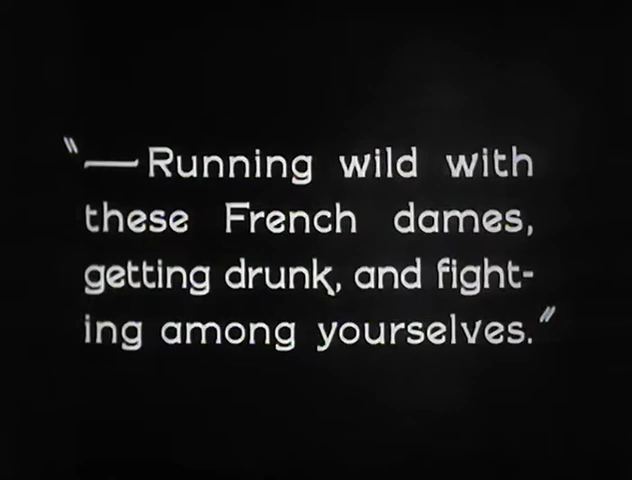 "—Running wild with
these French dames,
getting drunk, and fight-
ing among yourselves."